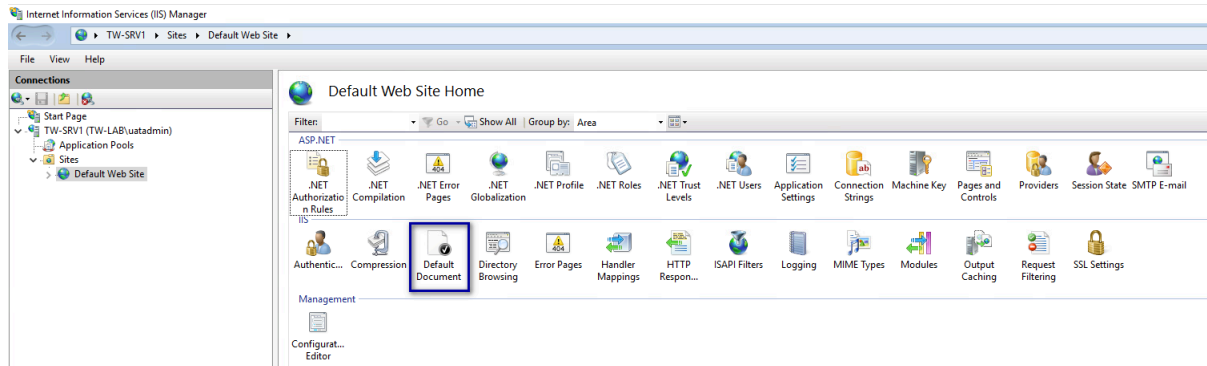 Internet Information Services (IIS) Manager
TW-SRV1 Sites Default Web Site
File View Help
Connections
Start Page
TW-SRV1 (TW-LAB\uatadmin)
Application Pools
Sites
Default Web Site
Default Web Site Home
Filter: Go Show All Group by: Area
ASP.NET
.NET Authorizatio n Rules
.NET Compilation
404
.NET Error Pages
.NET Globalization
.NET Profile
.NET Roles
.NET Trust Levels
.NET Users
Application Settings
ab
Connection Strings
Machine Key
Pages and Controls
Providers
Session State
SMTP E-mail
IIS
Authentic...
Compression
Default Document
Directory Browsing
404
Error Pages
Handler Mappings
HTTP Respon...
ISAPI Filters
Logging
MIME Types
Modules
Output Caching
Request Filtering
SSL Settings
Management
Configurat... Editor